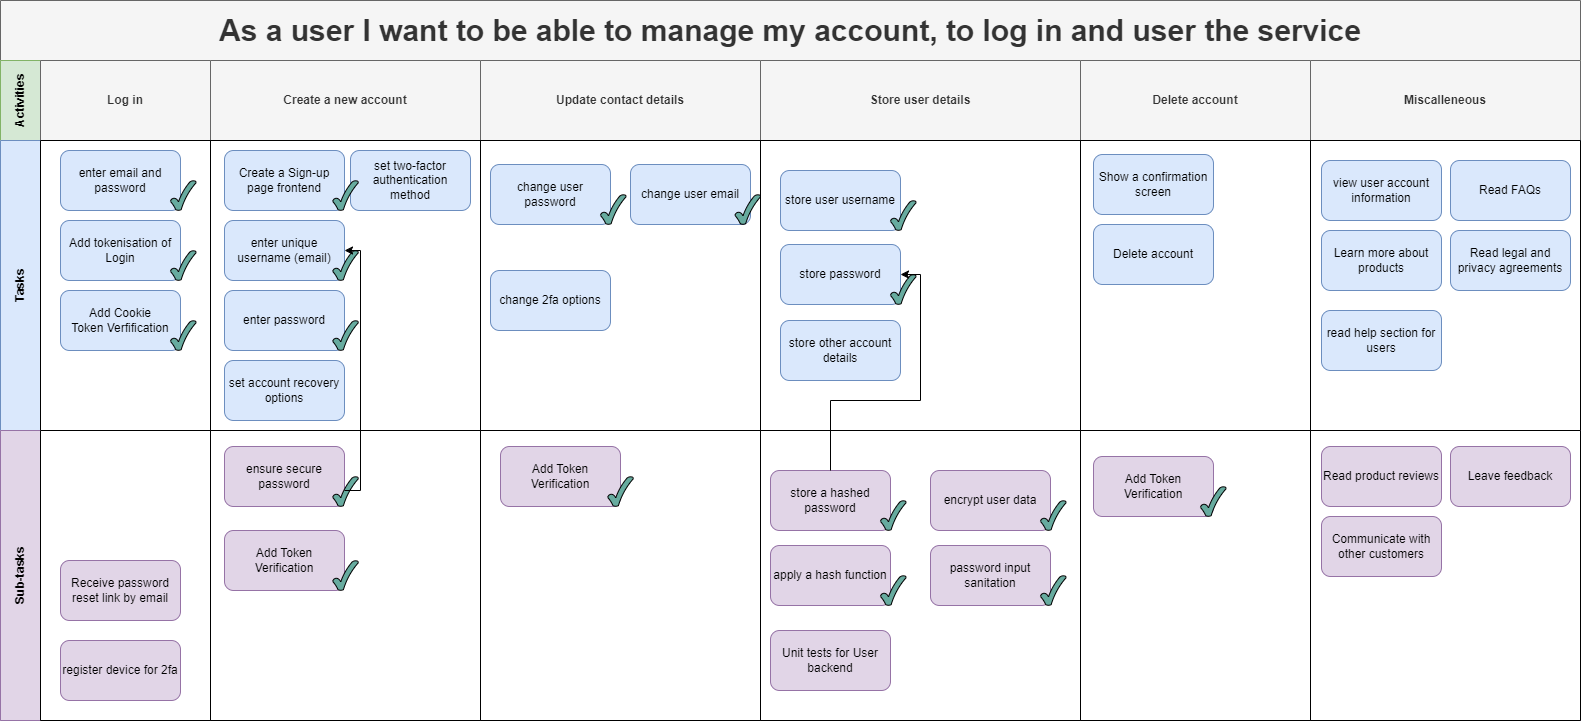 As a user I want to be able to manage my account, to log in and user the service
Activities
Log in
Create a new account
Update contact details
Store user details
Delete account
Miscalleneous
Tasks
enter email and
password
Add tokenisation of
Login
Add Cookie
Token Verfification
Create a Sign-up
page frontend
set two-factor
authentication
method
enter unique
username (email)
enter password
set account recovery
options
change user
password
change user email
change 2fa options
store user username
store password
store other account
details
Show a confirmation
screen
Delete account
view user account
information
Read FAQs
Learn more about
products
Read legal and
privacy agreements
read help section for
users
Sub-tasks
Receive password
reset link by email
register device for 2fa
ensure secure
password
Add Token
Verification
Add Token
Verification
store a hashed
password
encrypt user data
apply a hash function
password input
sanitation
Unit tests for User
backend
Add Token
Verification
Read product reviews
Leave feedback
Communicate with
other customers